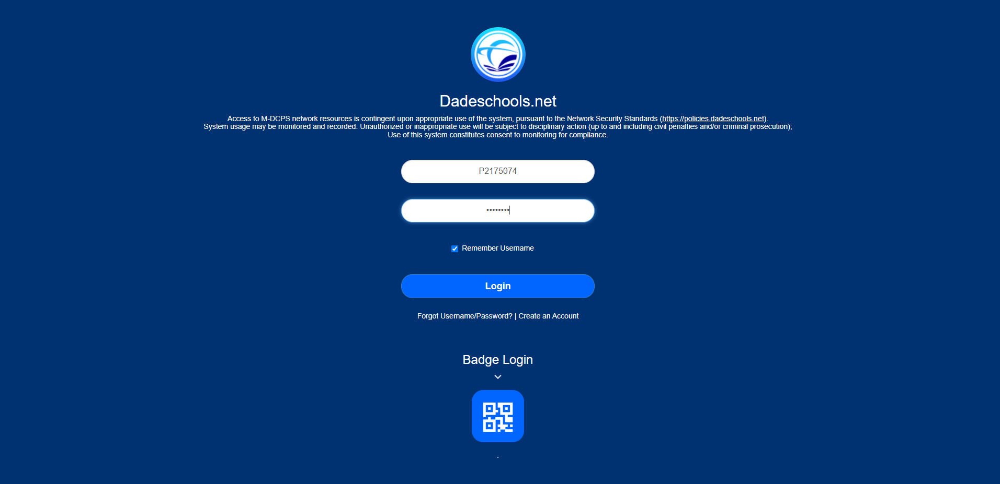 Dadeschools.net
Access to M-DCPS network resources is contingent upon appropriate use of the system, pursuant to the Network Security Standards (https://policies.dadeschools.net).
System usage may be monitored and recorded. Unauthorized or inappropriate use will be subject to disciplinary action (up to and including civil penalties and/or criminal prosecution);
Use of this system constitutes consent to monitoring for compliance.
P2175074
••••••••
Remember Username
Login
Forgot Username/Password? | Create an Account
Badge Login
.